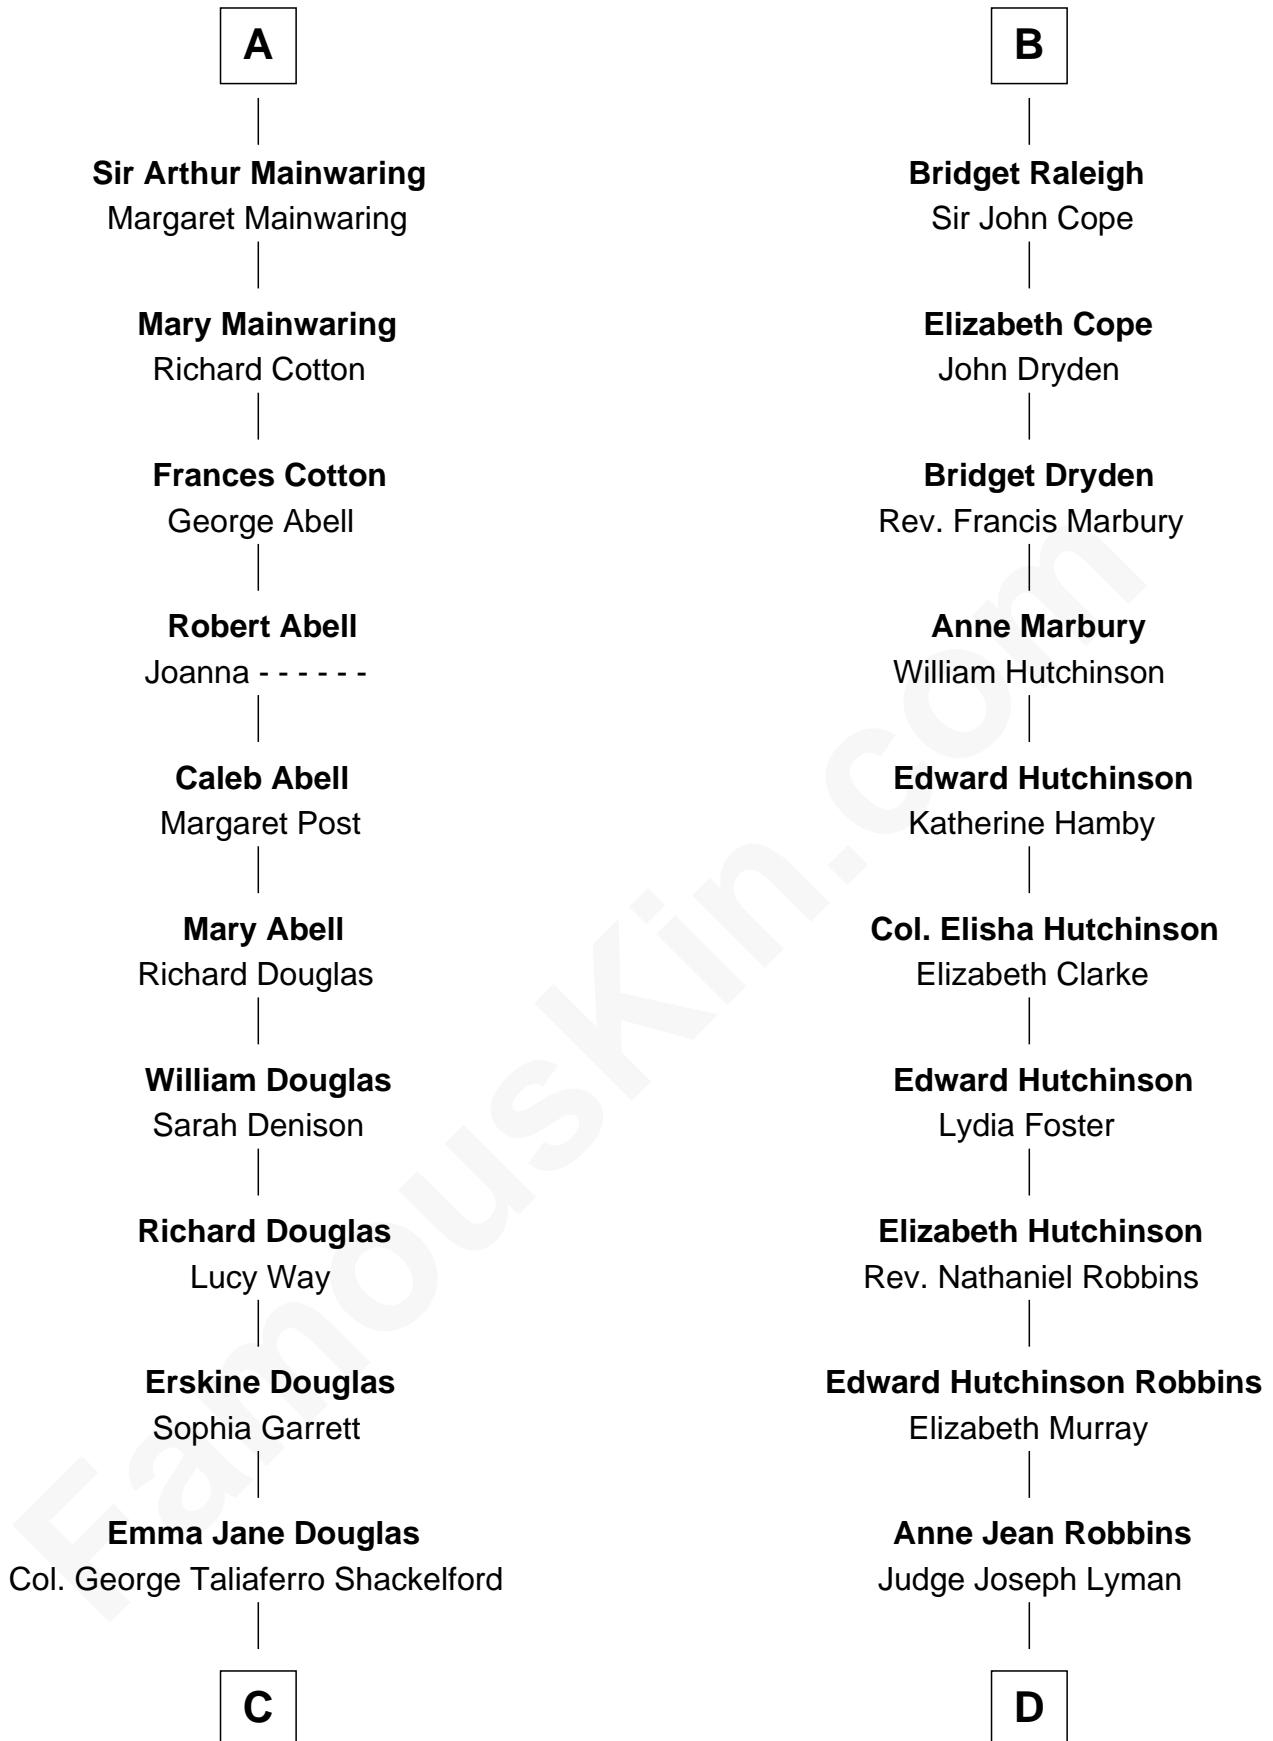 A
Sir Arthur Mainwaring
Margaret Mainwaring
Mary Mainwaring
Richard Cotton
Frances Cotton
George Abell
Robert Abell
Joanna - - - - - -
Caleb Abell
Margaret Post
Mary Abell
Richard Douglas
William Douglas
Sarah Denison
Richard Douglas
Lucy Way
Erskine Douglas
Sophia Garrett
Emma Jane Douglas
Col. George Taliaferro Shackelford
C
B
Bridget Raleigh
Sir John Cope
Elizabeth Cope
John Dryden
Bridget Dryden
Rev. Francis Marbury
Anne Marbury
William Hutchinson
Edward Hutchinson
Katherine Hamby
Col. Elisha Hutchinson
Elizabeth Clarke
Edward Hutchinson
Lydia Foster
Elizabeth Hutchinson
Rev. Nathaniel Robbins
Edward Hutchinson Robbins
Elizabeth Murray
Anne Jean Robbins
Judge Joseph Lyman
D
FamousKin.com